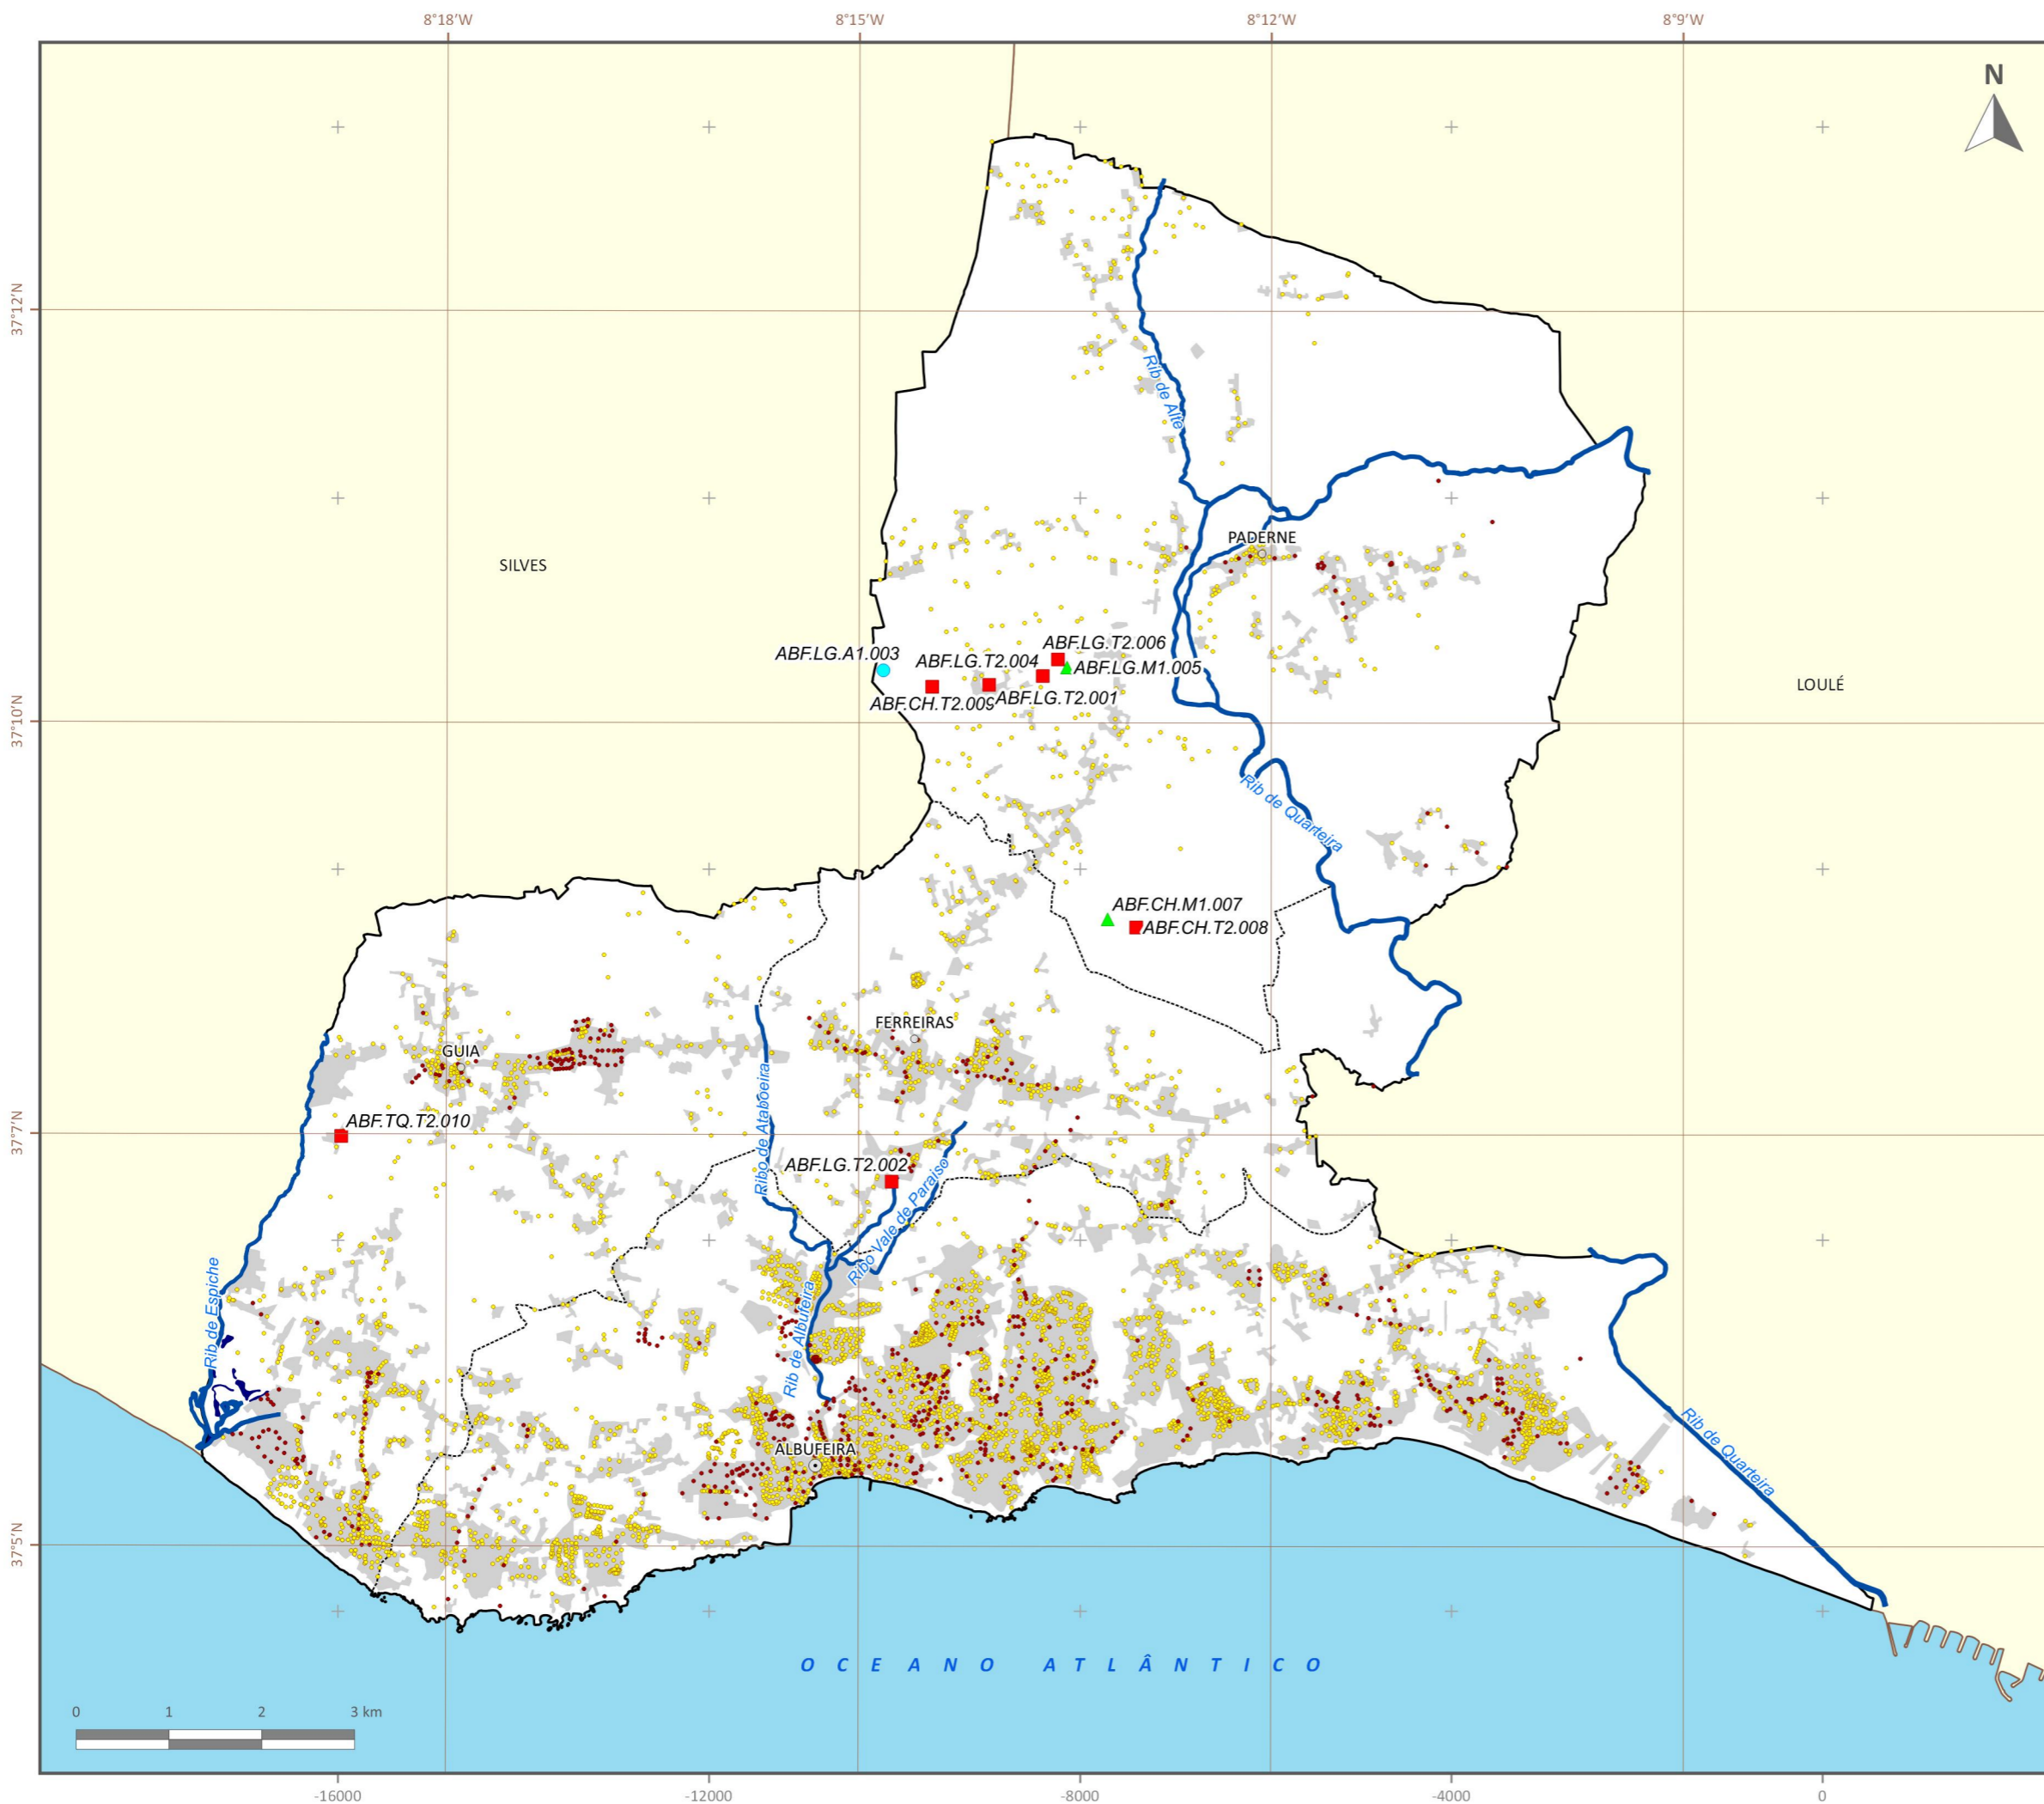 8°18'W
8°15'W
8°12'W
8°9'W
N
37°12'N
Rib de Alte
PADERNE
SILVES
ABF.LG.T2.006
ABF.LG.A1.003
ABF.LG.T2.004
ABF.LG.M1.005
LOULÉ
ABF.LG.T2.001
ABF.CH.T2.009
37°10'N
Rib de Quarteira
ABF.CH.M1.007
ABF.CH.T2.008
FERREIRAS
GUIA
ABF.TQ.T2.010
37°7'N
Ribo de Ataboeira
ABF.LG.T2.002
Ribo Vale de Paraiso
Rib de Espiche
Rib de Albufeira
ALBUFEIRA
Rib de Quarteira
37°5'N
OCEANO ATLÂNTICO
0 1 2 3 km
-16000
-12000
-8000
-4000
0